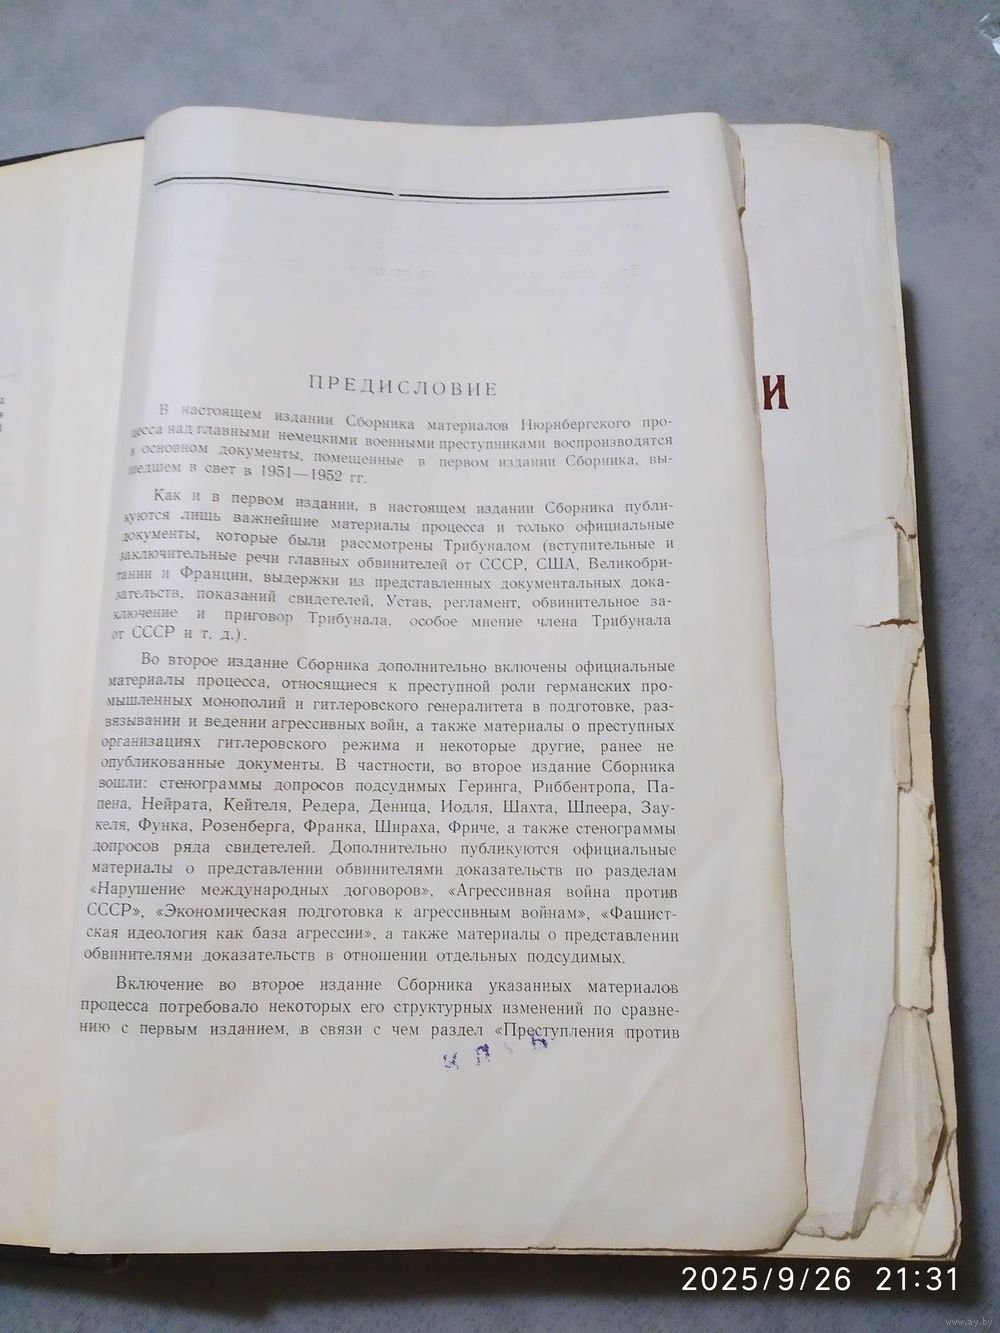 ПРЕДИСЛОВИЕ
В настоящем издании Сборника материалов Нюрнбергского про-
цесса над главными немецкими военными преступниками воспроизводятся
в основном документы, помещенные в первом издании Сборника, вы-
шедшем в свет в 1951—1952 гг.
Как и в первом издании, в настоящем издании Сборника публи-
куются лишь важнейшие материалы процесса и только официальные
документы, которые были рассмотрены Трибуналом (вступительные и
заключительные речи главных обвинителей от СССР, США, Великобри-
тании и Франции, выдержки из представленных документальных дока-
зательств, показаний свидетелей, Устав, регламент, обвинительное за-
ключение и приговор Трибунала, особое мнение члена Трибунала
от СССР и т. д.).
Во второе издание Сборника дополнительно включены официальные
материалы процесса, относящиеся к преступной роли германских про-
мышленных монополий и гитлеровского генералитета в подготовке, раз-
вязывании и ведении агрессивных войн, а также материалы о преступных
организациях гитлеровского режима и некоторые другие, ранее не
опубликованные документы. В частности, во второе издание Сборника
вошли: стенограммы допросов подсудимых Геринга, Риббентропа, Па-
пена, Нейрата, Кейтеля, Редера, Деница, Иодля, Шахта, Шпеера, Зау-
келя, Функа, Розенберга, Франка, Шираха, Фриче, а также стенограммы
допросов ряда свидетелей. Дополнительно публикуются официальные
материалы о представлении обвинителями доказательств по разделам
«Нарушение международных договоров», «Агрессивная война против
СССР», «Экономическая подготовка к агрессивным войнам», «Фашист-
ская идеология как база агрессии», а также материалы о представлении
обвинителями доказательств в отношении отдельных подсудимых.
Включение во второе издание Сборника указанных материалов
процесса потребовало некоторых его структурных изменений по сравне-
нию с первым изданием, в связи с чем раздел «Преступления против
И
2025/9/26 21:31
www.ay.by